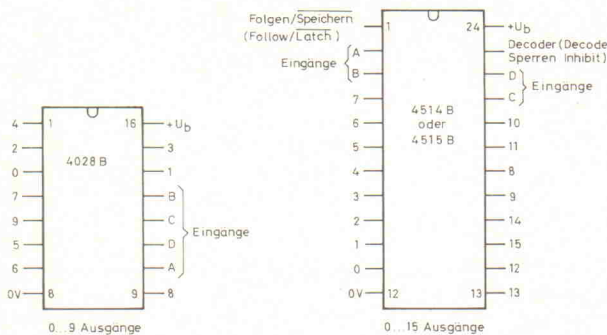 4 1 16 +Ub
2 3
0 4028 B 1
7 B
9 C
5 D
6 A
Eingänge
0V 8 9 8
0...9 Ausgänge
Folgen/Speichern
(Follow/Latch)
1 24 +Ub
A Decoder (Decode
Sperren Inhibit)
B D
Eingänge
7 C
Eingänge
6 4514 B 10
oder
5 4515 B 11
4 8
3 9
2 14
1 15
0 12
0V 12 13 13
0...15 Ausgänge